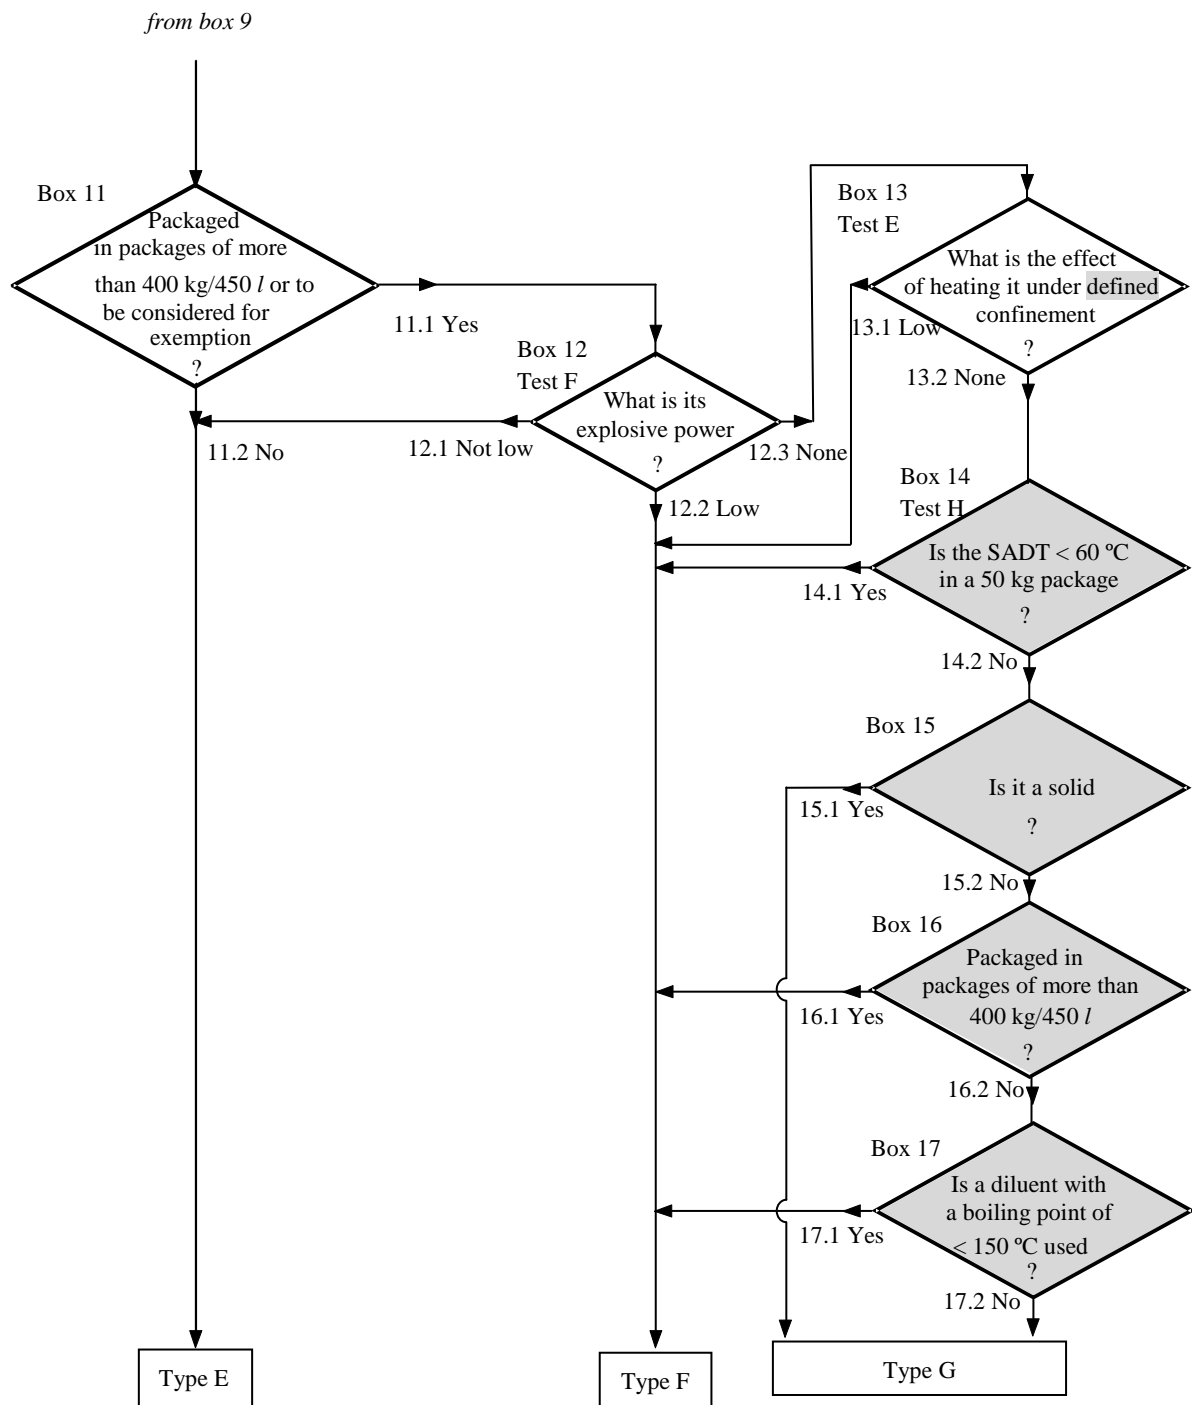 from box 9
Box 11
Packaged
in packages of more
than 400 kg/450 l or to
be considered for
exemption
?
11.1 Yes
11.2 No
Box 12
Test F
What is its
explosive power
?
12.1 Not low
12.3 None
12.2 Low
Box 13
Test E
What is the effect
of heating it under defined
confinement
?
13.1 Low
13.2 None
Box 14
Test H
Is the SADT < 60 ºC
in a 50 kg package
?
14.1 Yes
14.2 No
Box 15
Is it a solid
?
15.1 Yes
15.2 No
Box 16
Packaged in
packages of more than
400 kg/450 l
?
16.1 Yes
16.2 No
Box 17
Is a diluent with
a boiling point of
< 150 ºC used
?
17.1 Yes
17.2 No
Type E
Type F
Type G